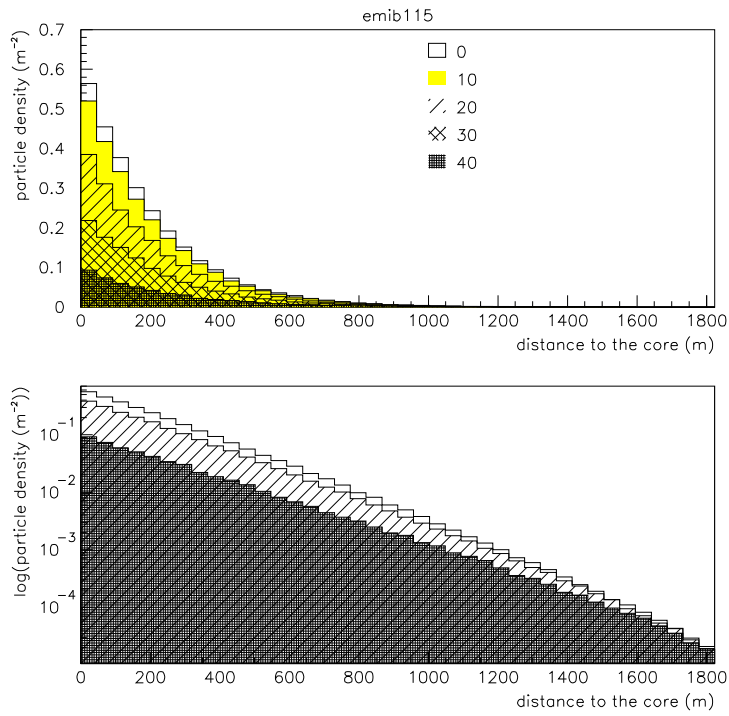 emib115
particle density (m⁻²)
0.7
0.6
0.5
0.4
0.3
0.2
0.1
0
0
10
20
30
40
0 200 400 600 800 1000 1200 1400 1600 1800
distance to the core (m)
log(particle density (m⁻²))
10⁻¹
10⁻²
10⁻³
10⁻⁴
0 200 400 600 800 1000 1200 1400 1600 1800
distance to the core (m)